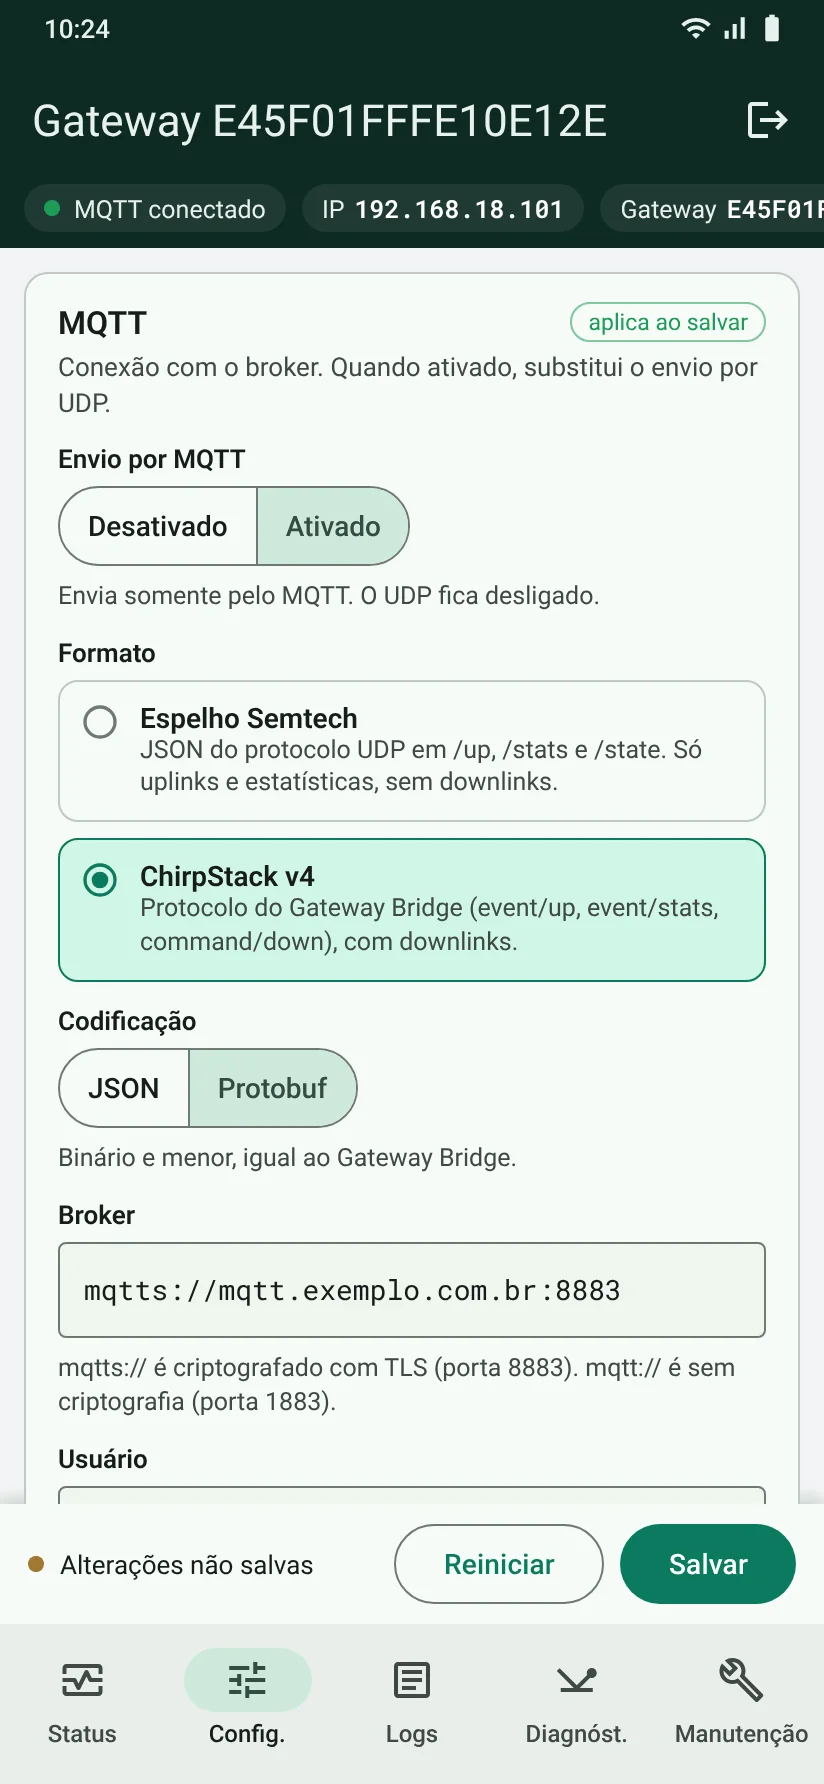 10:24
Gateway E45F01FFFE10E12E
MQTT conectado
IP 192.168.18.101
Gateway E45F01F
MQTT
aplica ao salvar
Conexão com o broker. Quando ativado, substitui o envio por
UDP.
Envio por MQTT
Desativado
Ativado
Envia somente pelo MQTT. O UDP fica desligado.
Formato
Espelho Semtech
JSON do protocolo UDP em /up, /stats e /state. Só
uplinks e estatísticas, sem downlinks.
ChirpStack v4
Protocolo do Gateway Bridge (event/up, event/stats,
command/down), com downlinks.
Codificação
JSON
Protobuf
Binário e menor, igual ao Gateway Bridge.
Broker
mqtts://mqtt.exemplo.com.br:8883
mqtts:// é criptografado com TLS (porta 8883). mqtt:// é sem
criptografia (porta 1883).
Usuário
Alterações não salvas
Reiniciar
Salvar
Status
Config.
Logs
Diagnóst.
Manutenção